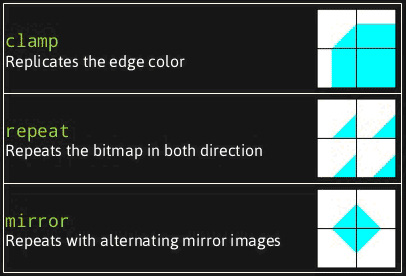 clamp
Replicates the edge color
repeat
Repeats the bitmap in both direction
mirror
Repeats with alternating mirror images